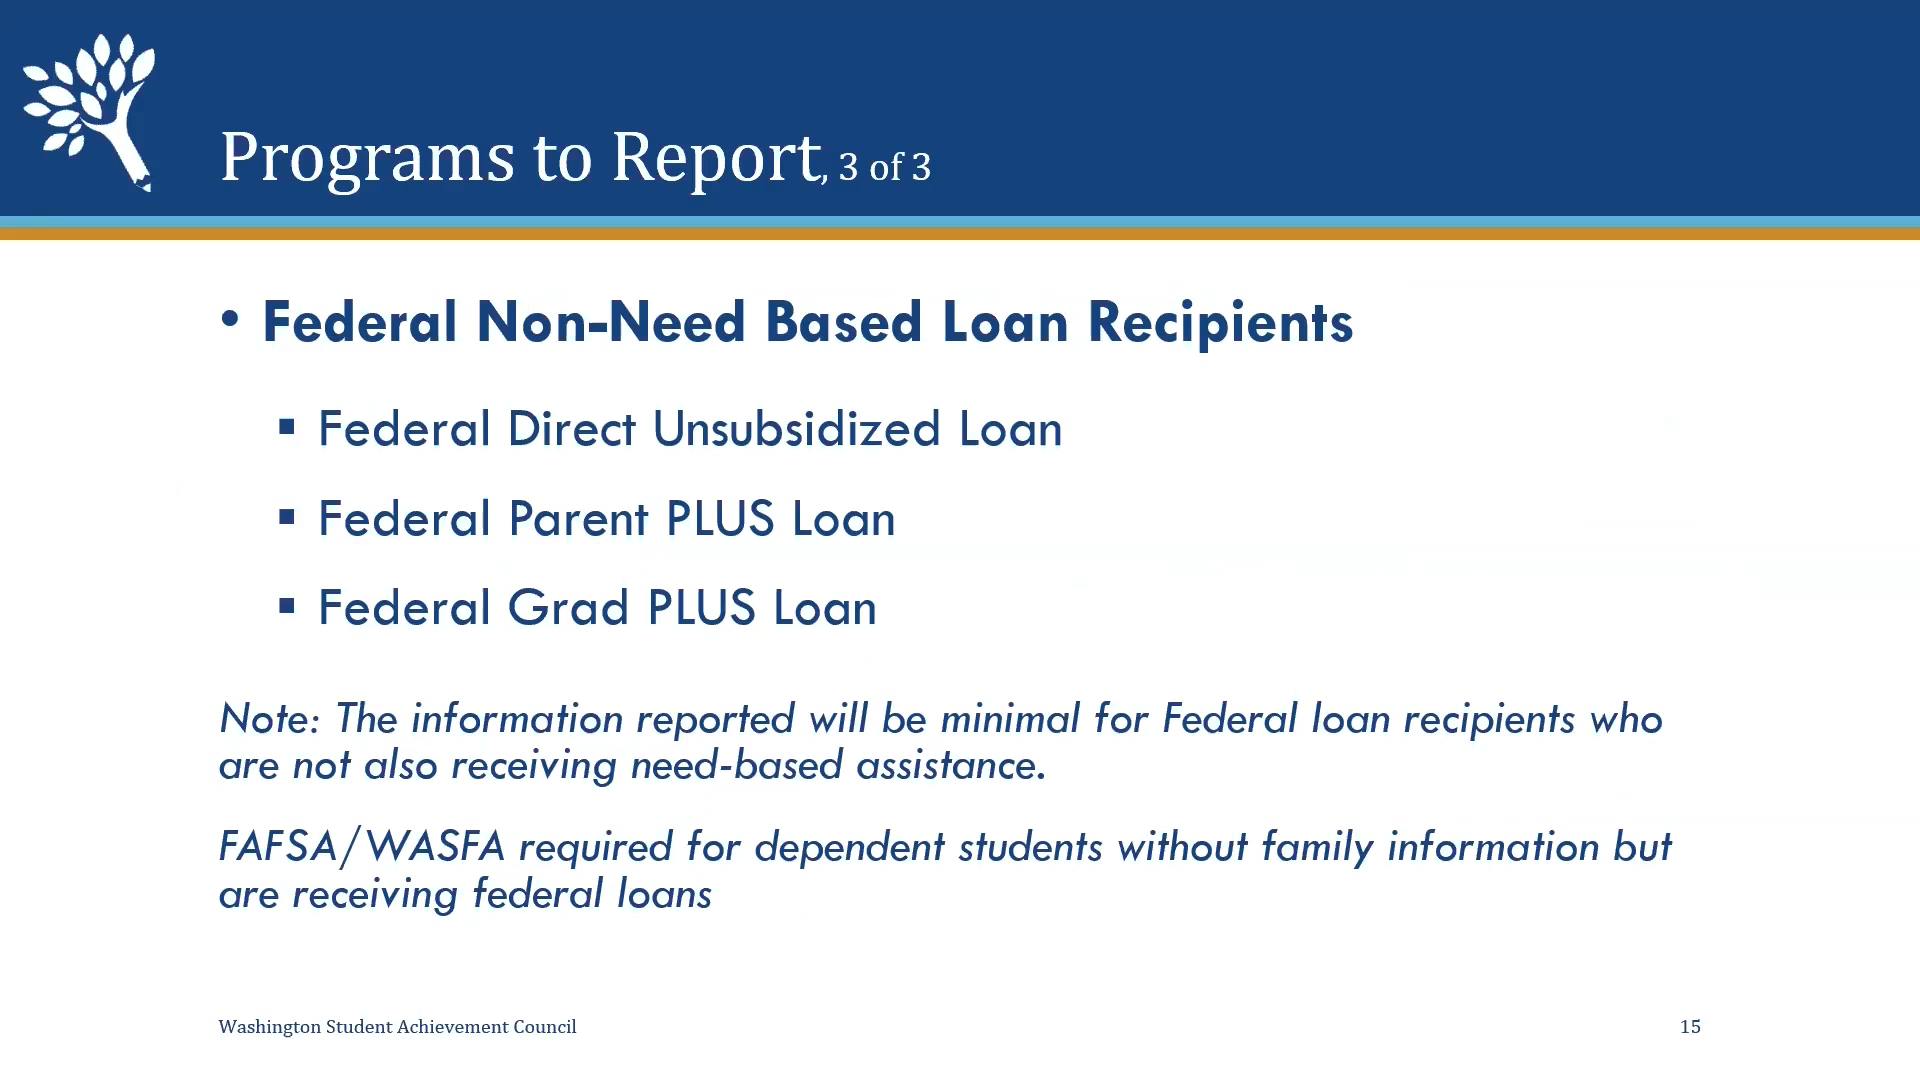 Programs to Report, 3 of 3
• Federal Non-Need Based Loan Recipients
▪ Federal Direct Unsubsidized Loan
▪ Federal Parent PLUS Loan
▪ Federal Grad PLUS Loan
Note: The information reported will be minimal for Federal loan recipients who
are not also receiving need-based assistance.
FAFSA/WASFA required for dependent students without family information but
are receiving federal loans
Washington Student Achievement Council
15